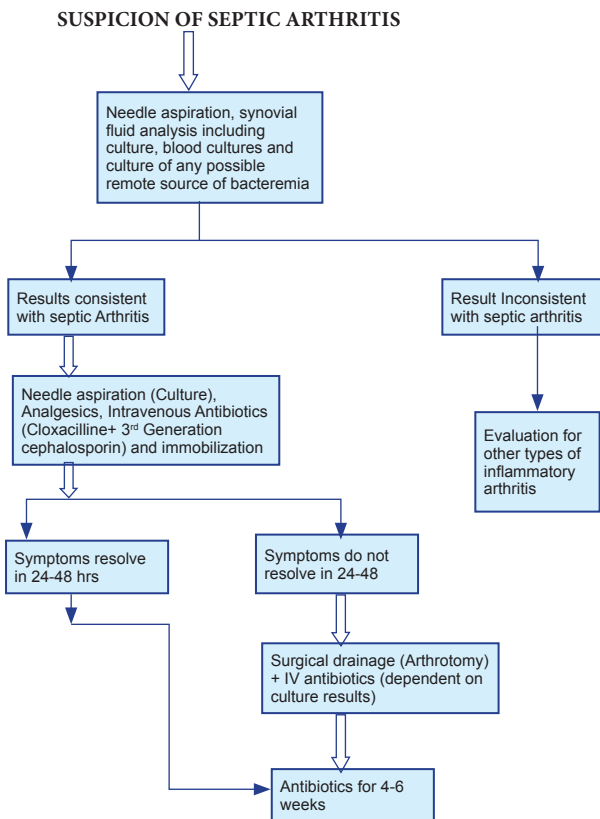 SUSPICION OF SEPTIC ARTHRITIS
Needle aspiration, synovial
fluid analysis including
culture, blood cultures and
culture of any possible
remote source of bacteremia
Results consistent
with septic Arthritis
Result Inconsistent
with septic arthritis
Needle aspiration (Culture),
Analgesics, Intravenous Antibiotics
(Cloxacilline+ 3rd Generation
cephalosporin) and immobilization
Evaluation for
other types of
inflammatory
arthritis
Symptoms resolve
in 24-48 hrs
Symptoms do not
resolve in 24-48
Surgical drainage (Arthrotomy)
+ IV antibiotics (dependent on
culture results)
Antibiotics for 4-6
weeks